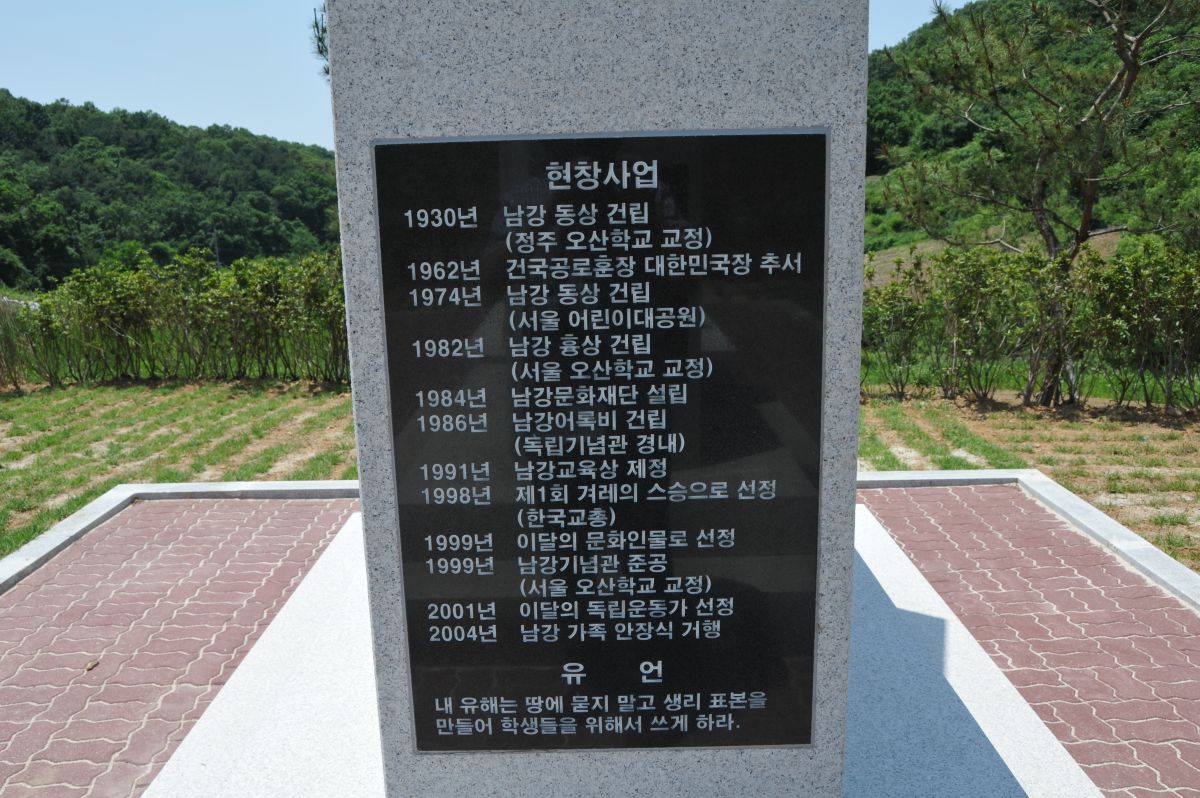 현창사업
1930년 남강 동상 건립
(정주 오산학교 교정)
1962년 건국공로훈장 대한민국장 추서
1974년 남강 동상 건립
(서울 어린이대공원)
1982년 남강 흉상 건립
(서울 오산학교 교정)
1984년 남강문화재단 설립
1986년 남강어록비 건립
(독립기념관 경내)
1991년 남강교육상 제정
1998년 제1회 겨레의 스승으로 선정
(한국교총)
1999년 이달의 문화인물로 선정
1999년 남강기념관 준공
(서울 오산학교 교정)
2001년 이달의 독립운동가 선정
2004년 남강 가족 안장식 거행
유 언
내 유해는 땅에 묻지 말고 생리 표본을
만들어 학생들을 위해서 쓰게 하라.